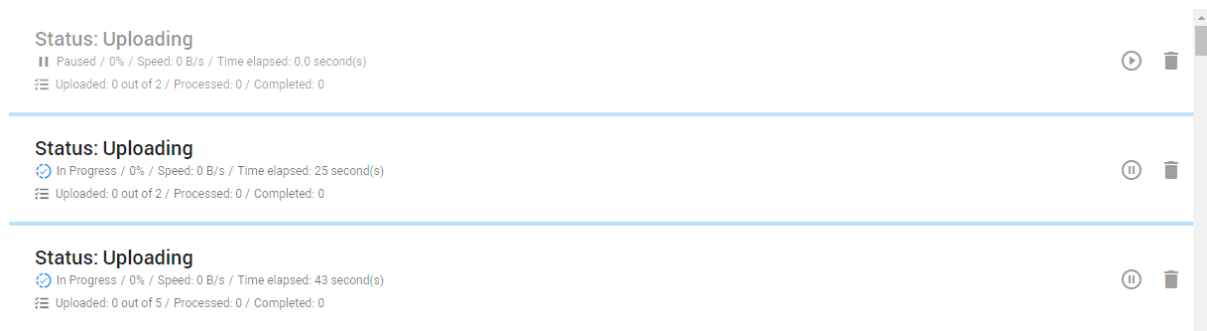 Status: Uploading
Paused / 0% / Speed: 0 B/s / Time elapsed: 0.0 second(s)
Uploaded: 0 out of 2 / Processed: 0 / Completed: 0
Status: Uploading
In Progress / 0% / Speed: 0 B/s / Time elapsed: 25 second(s)
Uploaded: 0 out of 2 / Processed: 0 / Completed: 0
Status: Uploading
In Progress / 0% / Speed: 0 B/s / Time elapsed: 43 second(s)
Uploaded: 0 out of 5 / Processed: 0 / Completed: 0